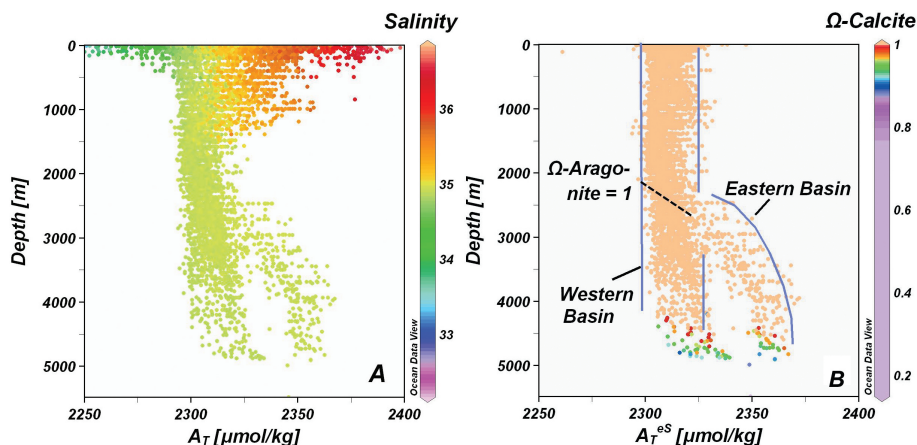 Salinity
Ω-Calcite
0
1000
2000
3000
4000
5000
Depth [m]
2250
2300
2350
2400
A_T [µmol/kg]
A
36
35
34
33
Ocean Data View
0
1000
2000
3000
4000
5000
Depth [m]
Ω-Arago-
nite = 1
Eastern Basin
Western
Basin
B
2250
2300
2350
2400
A_T^eS [µmol/kg]
1
0.8
0.6
0.4
0.2
Ocean Data View